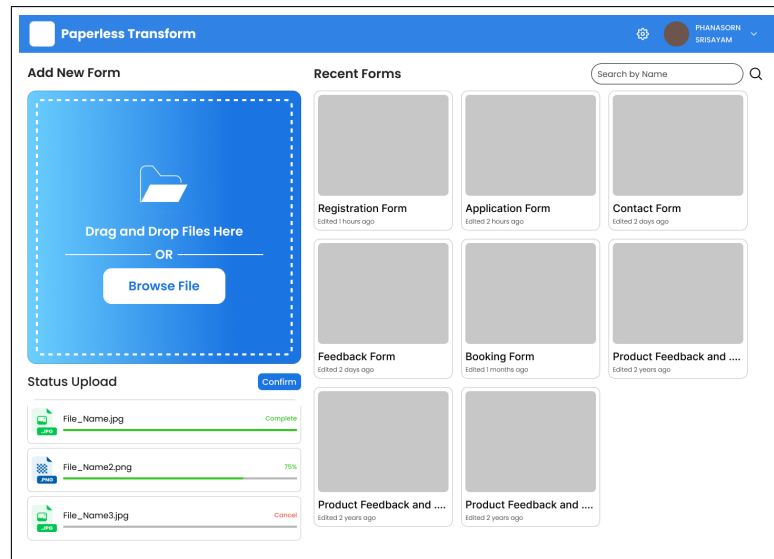 Paperless Transform
PHANASORN
SRISAYAM
Add New Form
Drag and Drop Files Here
OR
Browse File
Status Upload
Confirm
File_Name.jpg
Complete
.JPG
File_Name2.png
75%
.PNG
File_Name3.jpg
Cancel
.JPG
Recent Forms
Search by Name
Registration Form
Edited 1 hours ago
Application Form
Edited 2 hours ago
Contact Form
Edited 2 days ago
Feedback Form
Edited 2 days ago
Booking Form
Edited 1 months ago
Product Feedback and ....
Edited 2 years ago
Product Feedback and ....
Edited 2 years ago
Product Feedback and ....
Edited 2 years ago